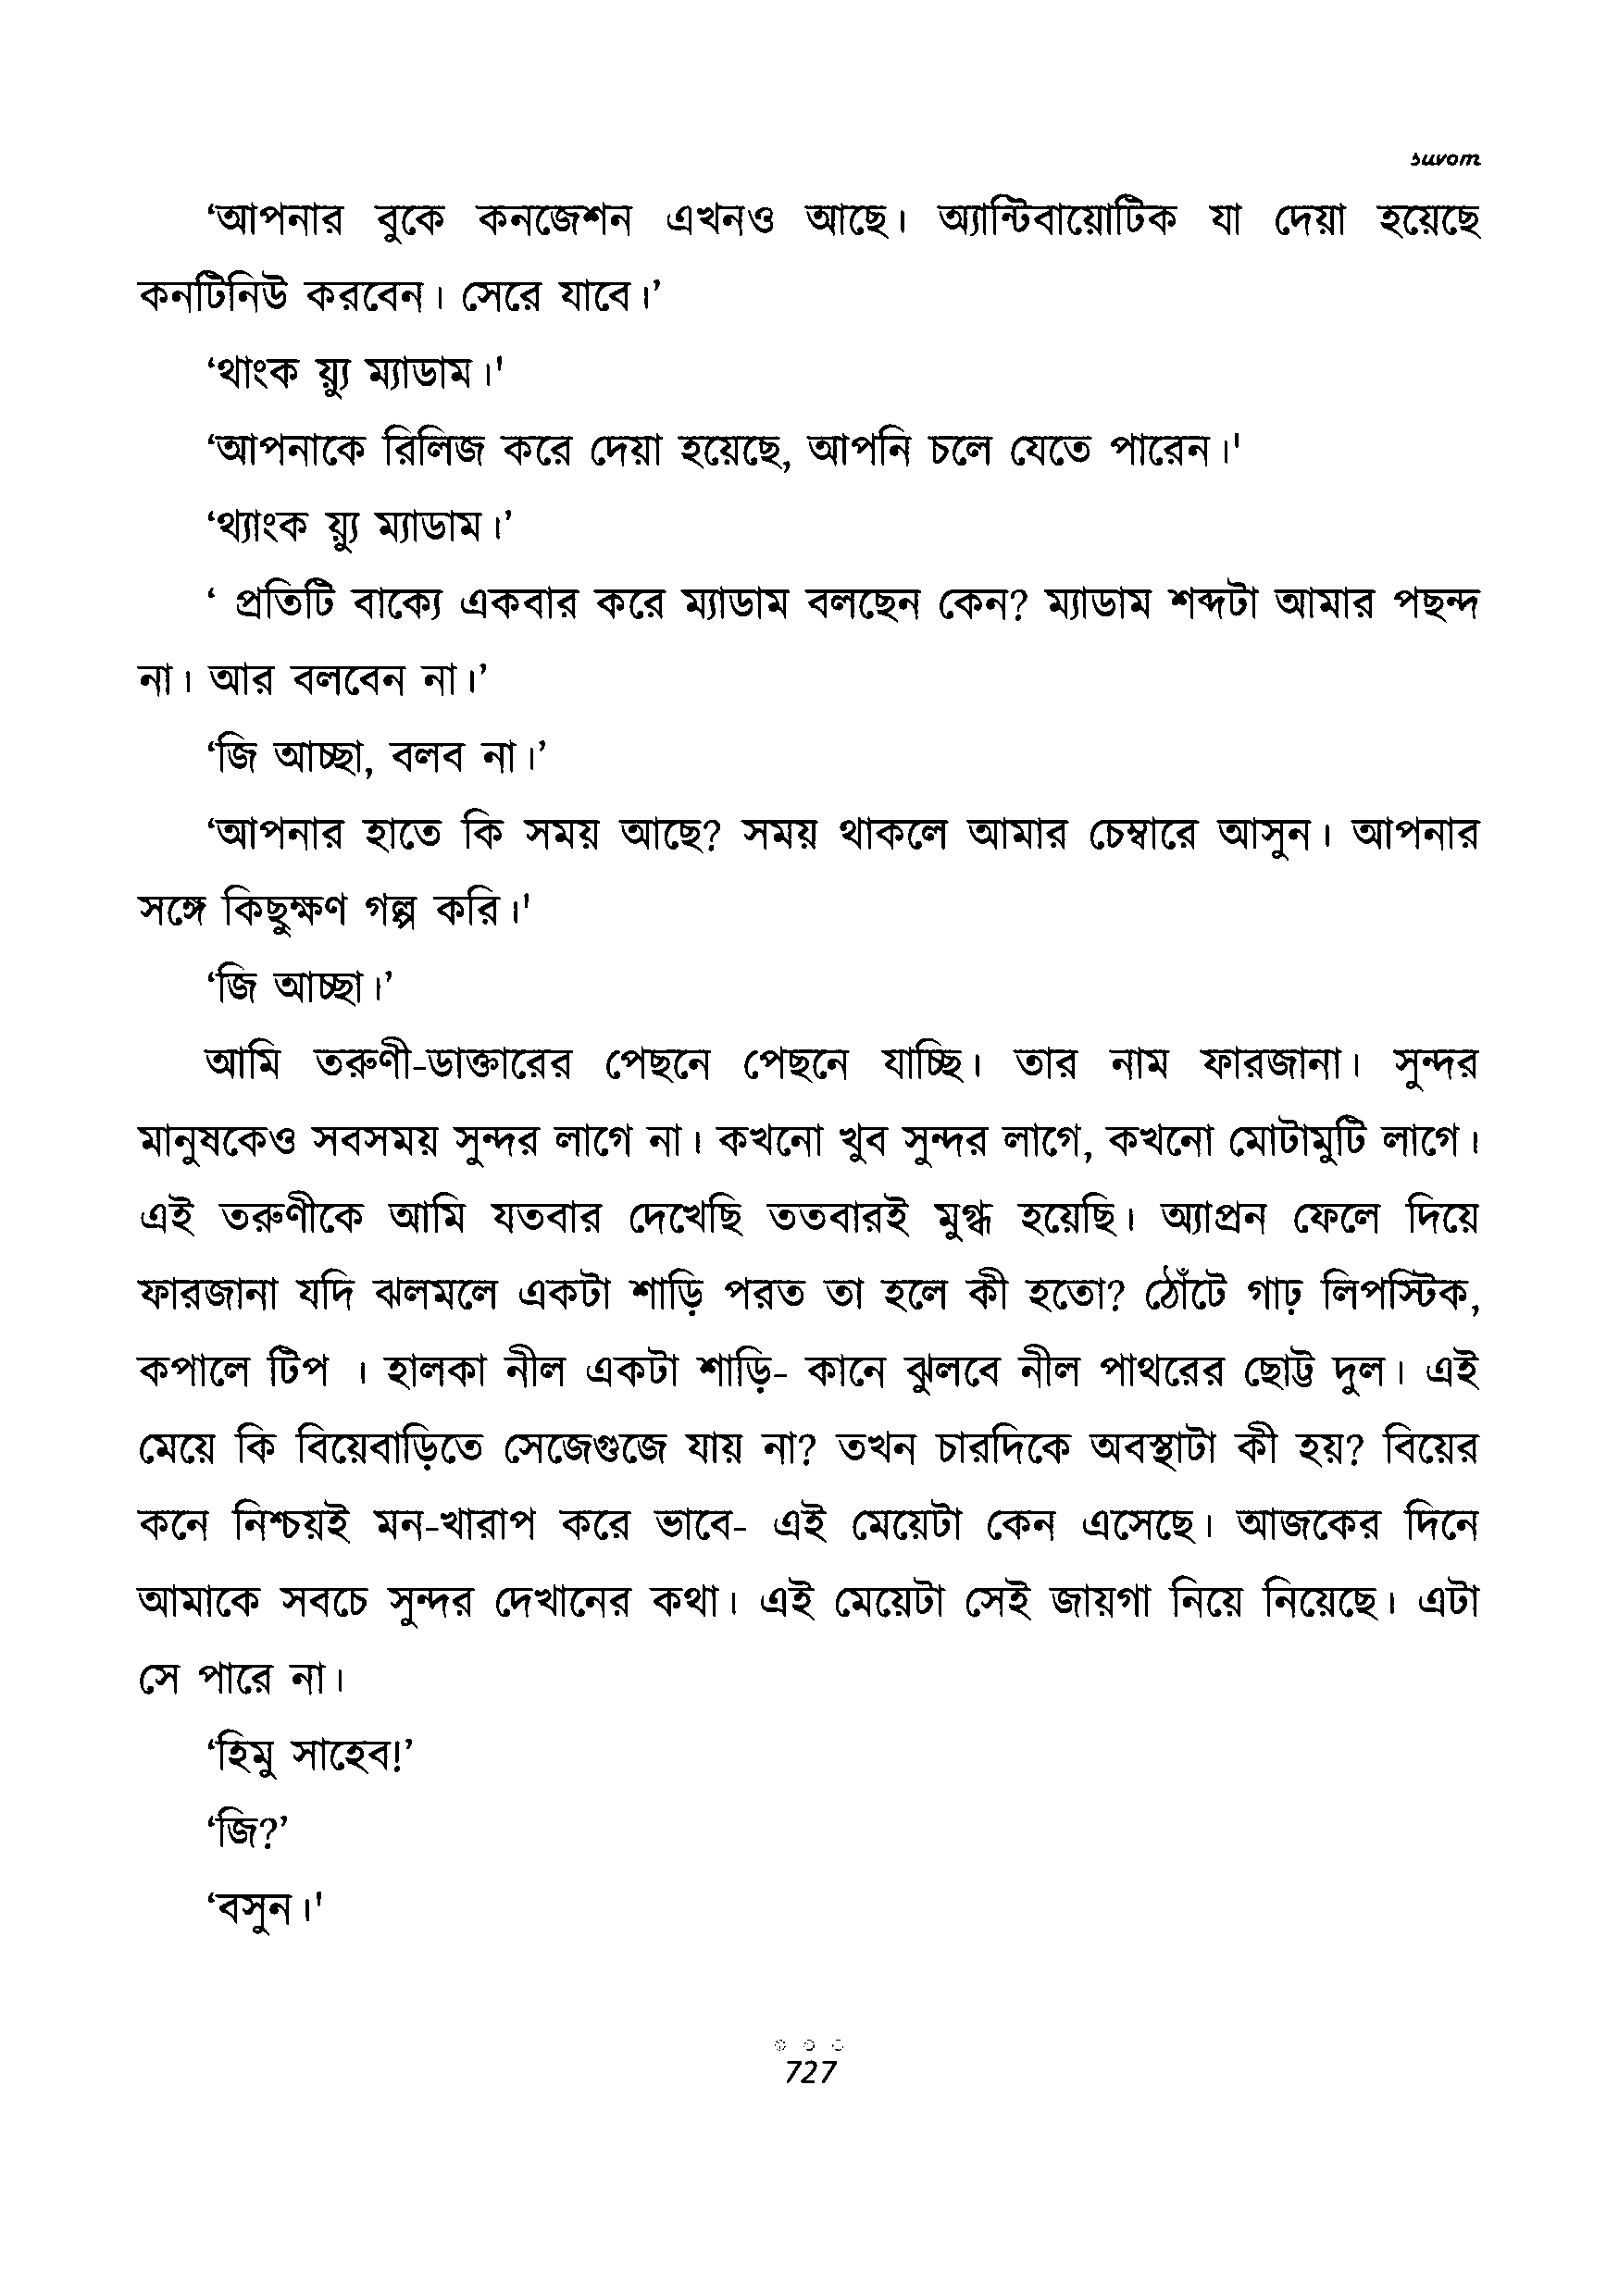 suvom
‘আপনার বুকে কনজেশন এখনও আছে। অ্যান্টিবায়োটিক যা দেয়া হয়েছে
কনটিনিউ করবেন। সেরে যাবে।’
‘থাংক য়্যু ম্যাডাম।'
‘আপনাকে রিলিজ করে দেয়া হয়েছে, আপনি চলে যেতে পারেন।'
‘থ্যাংক য়্যু ম্যাডাম।’
‘ প্রতিটি বাক্যে একবার করে ম্যাডাম বলছেন কেন? ম্যাডাম শব্দটা আমার পছন্দ
না। আর বলবেন না।’
‘জি আচ্ছা, বলব না।’
‘আপনার হাতে কি সময় আছে? সময় থাকলে আমার চেম্বারে আসুন। আপনার
সঙ্গে কিছুক্ষণ গল্প করি।'
‘জি আচ্ছা।’
আমি তরুণী-ডাক্তারের পেছনে পেছনে যাচ্ছি। তার নাম ফারজানা। সুন্দর
মানুষকেও সবসময় সুন্দর লাগে না। কখনো খুব সুন্দর লাগে, কখনো মোটামুটি লাগে।
এই তরুণীকে আমি যতবার দেখেছি ততবারই মুগ্ধ হয়েছি। অ্যাপ্রন ফেলে দিয়ে
ফারজানা যদি ঝলমলে একটা শাড়ি পরত তা হলে কী হতো? ঠোঁটে গাঢ় লিপস্টিক,
কপালে টিপ । হালকা নীল একটা শাড়ি- কানে ঝুলবে নীল পাথরের ছোট্ট দুল। এই
মেয়ে কি বিয়েবাড়িতে সেজেগুজে যায় না? তখন চারদিকে অবস্থাটা কী হয়? বিয়ের
কনে নিশ্চয়ই মন-খারাপ করে ভাবে- এই মেয়েটা কেন এসেছে। আজকের দিনে
আমাকে সবচে সুন্দর দেখানোর কথা। এই মেয়েটা সেই জায়গা নিয়ে নিয়েছে। এটা
সে পারে না।
‘হিমু সাহেব!’
‘জি?’
‘বসুন।'
727